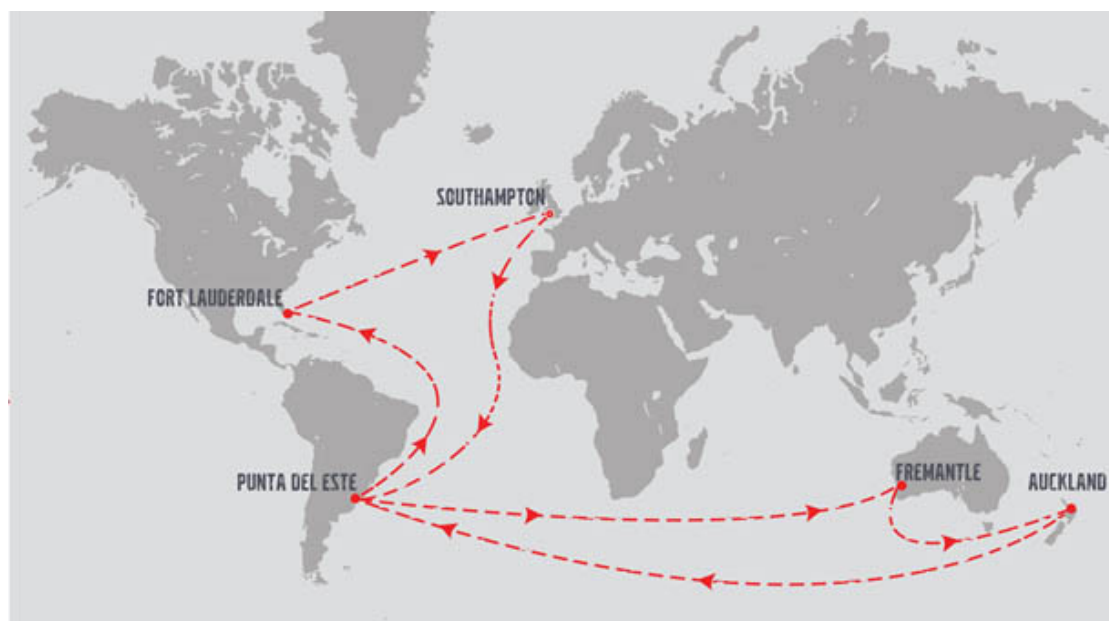 SOUTHAMPTON
FORT LAUDERDALE
PUNTA DEL ESTE
FREMANTLE
AUCKLAND